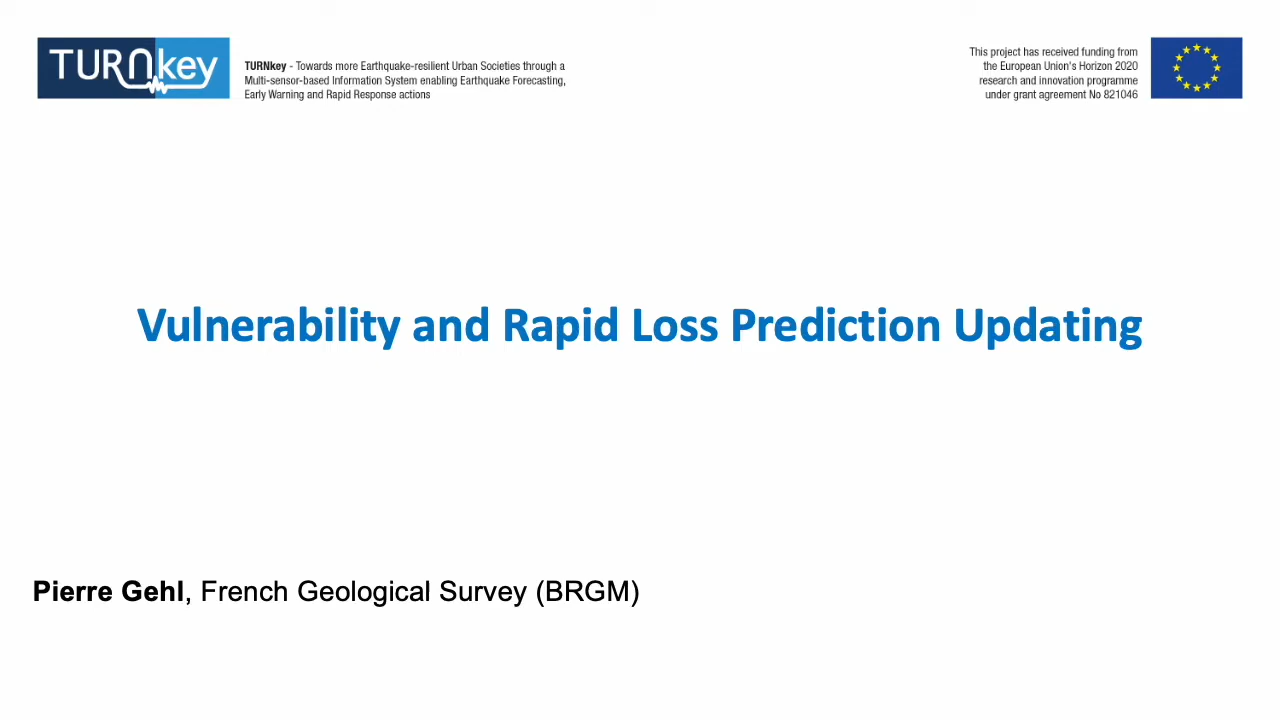 TURNkey
TURNkey - Towards more Earthquake-resilient Urban Societies through a
Multi-sensor-based Information System enabling Earthquake Forecasting,
Early Warning and Rapid Response actions
This project has received funding from
the European Union's Horizon 2020
research and innovation programme
under grant agreement No 821046
Vulnerability and Rapid Loss Prediction Updating
Pierre Gehl, French Geological Survey (BRGM)